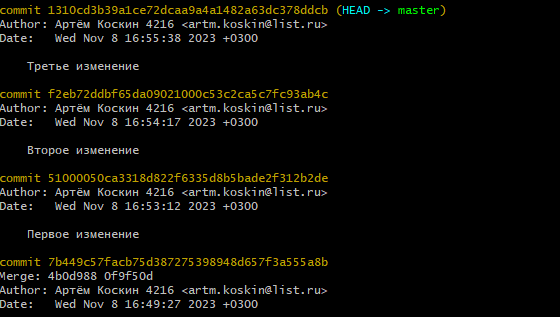 commit 1310cd3b39a1ce72dcaa9a4a1482a63dc378ddcb (HEAD -> master)
Author: Артём Коскин 4216 <artm.koskin@list.ru>
Date:   Wed Nov 8 16:55:38 2023 +0300
Третье изменение
commit f2eb72ddbf65da09021000c53c2ca5c7fc93ab4c
Author: Артём Коскин 4216 <artm.koskin@list.ru>
Date:   Wed Nov 8 16:54:17 2023 +0300
Второе изменение
commit 51000050ca3318d822f6335d8b5bade2f312b2de
Author: Артём Коскин 4216 <artm.koskin@list.ru>
Date:   Wed Nov 8 16:53:12 2023 +0300
Первое изменение
commit 7b449c57facb75d387275398948d657f3a555a8b
Merge: 4b0d988 0f9f50d
Author: Артём Коскин 4216 <artm.koskin@list.ru>
Date:   Wed Nov 8 16:49:27 2023 +0300